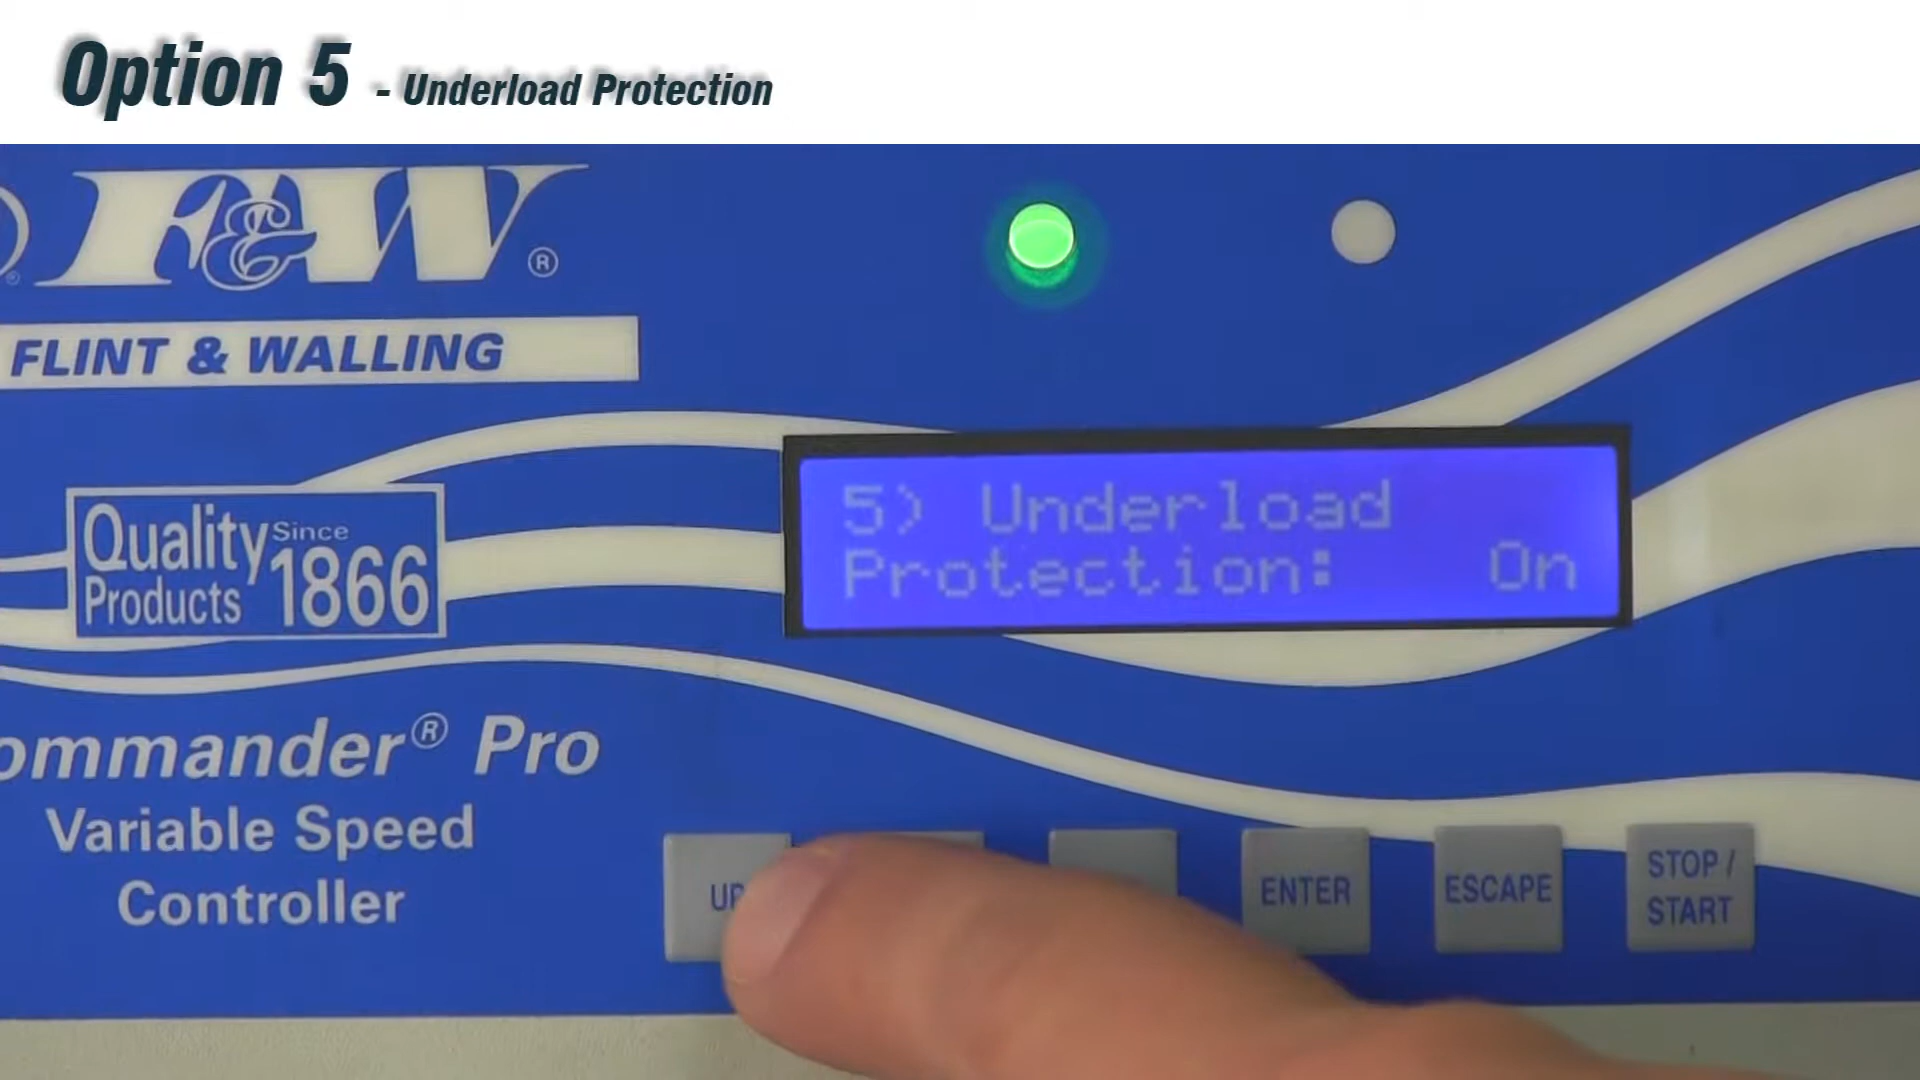 Option 5 - Underload Protection
F&W®
FLINT & WALLING
Quality Since
Products 1866
5) Underload
Protection: On
ommander® Pro
Variable Speed
Controller
ENTER
ESCAPE
STOP /
START